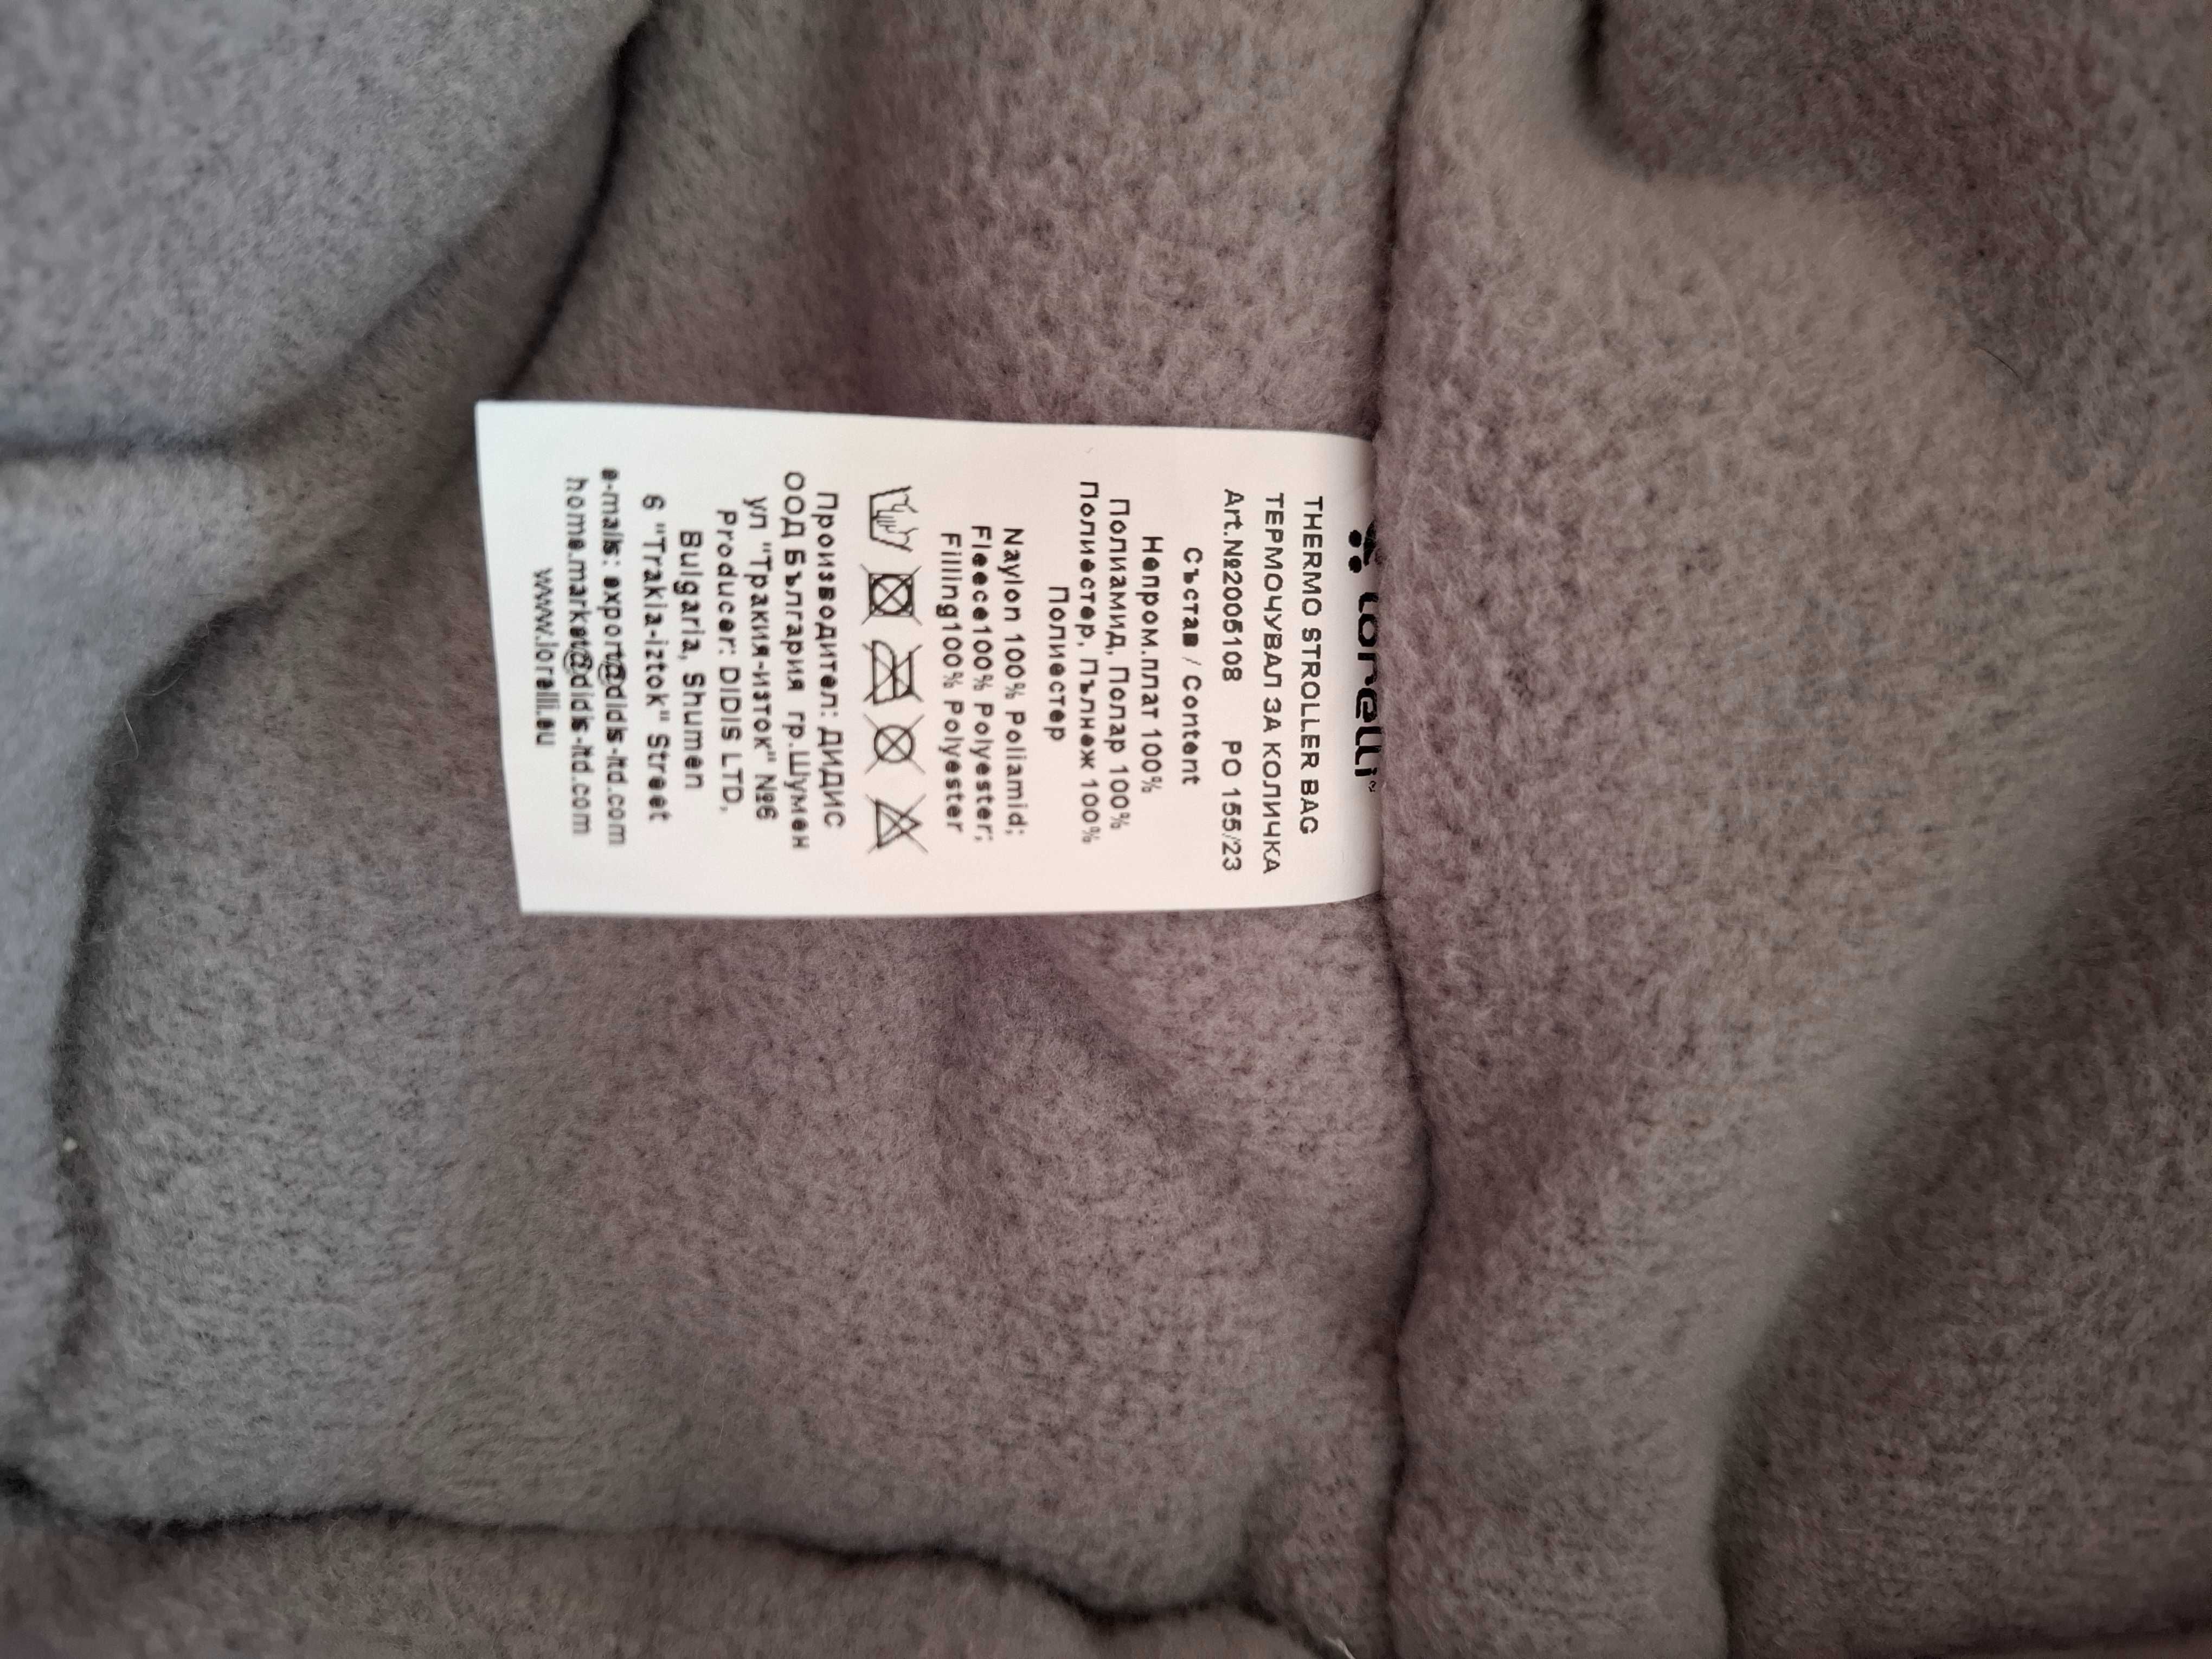 lorelli
THERMO STROLLER BAG
ТЕРМОЧУВАЛ ЗА КОЛИЧКА
Art.№2005108 PO 155/23
Състав / Content
Непром.плат 100%
Полиамид, Полар 100%
Полиестер, Пълнеж 100%
Полиестер
Naylon 100% Poliamid;
Fleece100% Polyester;
Filling100% Polyester
Производител: ДИДИС
ООД България гр.Шумен
ул "Тракия-изток" №6
Producer: DIDIS LTD,
Bulgaria, Shumen
6 "Trakia-iztok" Street
e-mails: export@didis-ltd.com
home.market@didis-ltd.com
www.lorelli.eu